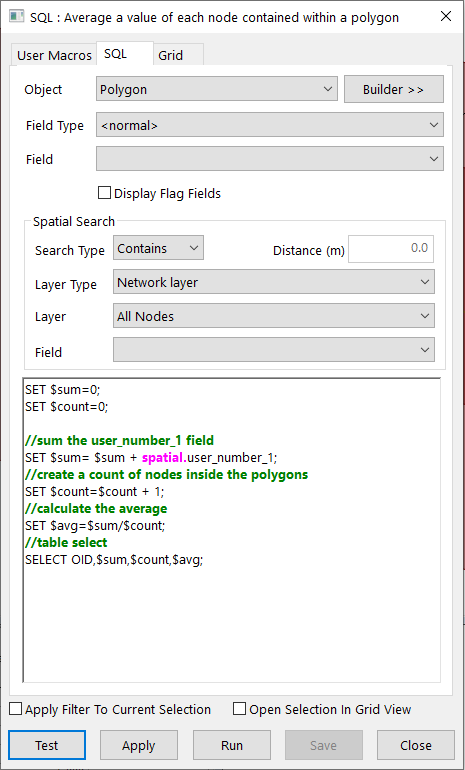 SQL : Average a value of each node contained within a polygon
User Macros SQL Grid
Object Polygon Builder >>
Field Type <normal>
Field
Display Flag Fields
Spatial Search
Search Type Contains Distance (m) 0.0
Layer Type Network layer
Layer All Nodes
Field
SET $sum=0;
SET $count=0;
//sum the user_number_1 field
SET $sum= $sum + spatial.user_number_1;
//create a count of nodes inside the polygons
SET $count=$count + 1;
//calculate the average
SET $avg=$sum/$count;
//table select
SELECT OID,$sum,$count,$avg;
Apply Filter To Current Selection Open Selection In Grid View
Test Apply Run Save Close